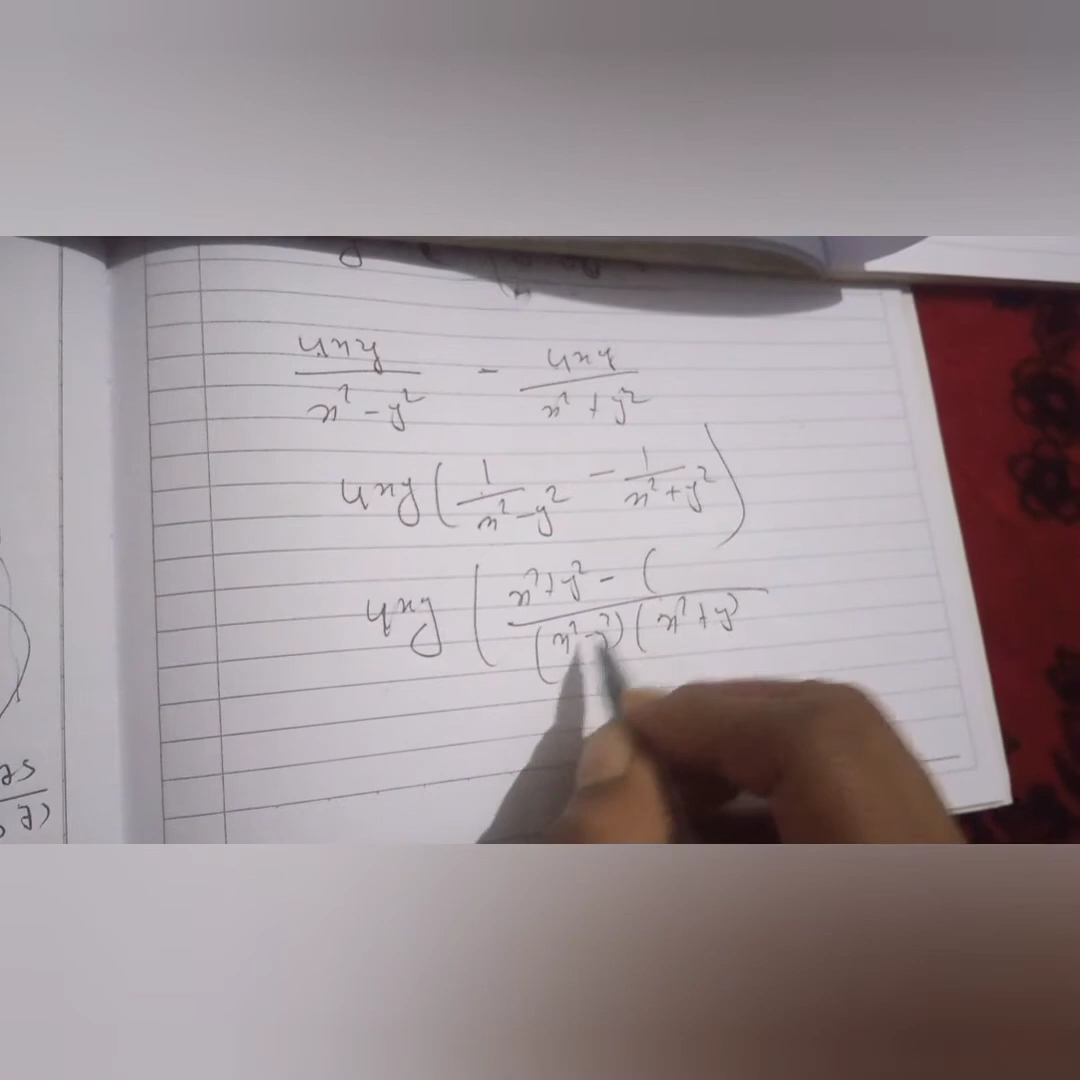 4xy/(x² - y²) - 4xy/(x² + y²)
4xy(1/(x² - y²) - 1/(x² + y²))
4xy((x² + y² - ()/((x² - y²)(x² + y²)